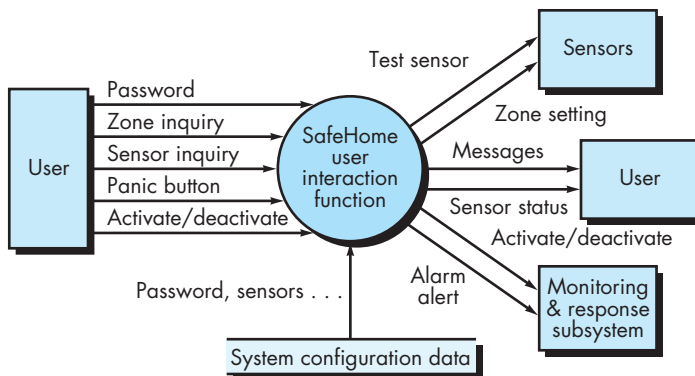 User
Password
Zone inquiry
Sensor inquiry
Panic button
Activate/deactivate
SafeHome
user
interaction
function
Password, sensors . . .
System configuration data
Test sensor
Zone setting
Sensors
Messages
Sensor status
User
Activate/deactivate
Alarm
alert
Monitoring
& response
subsystem